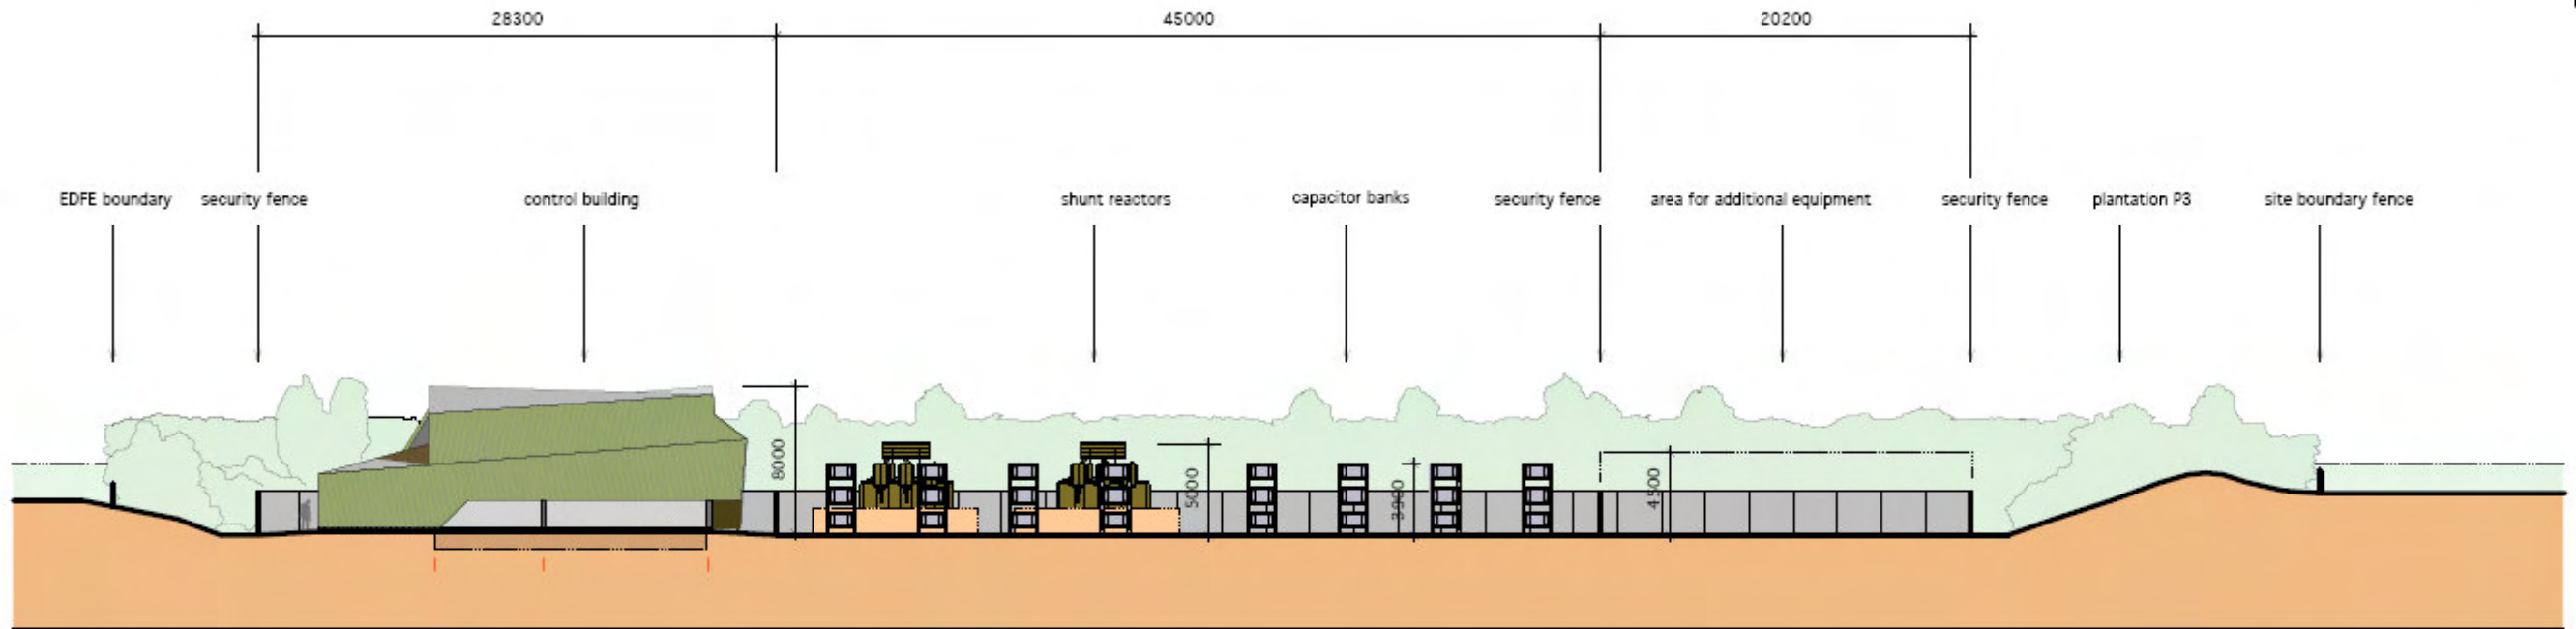 28300
45000
20200
EDFE boundary
security fence
control building
shunt reactors
capacitor banks
security fence
area for additional equipment
security fence
plantation P3
site boundary fence
8000
5000
3900
4500